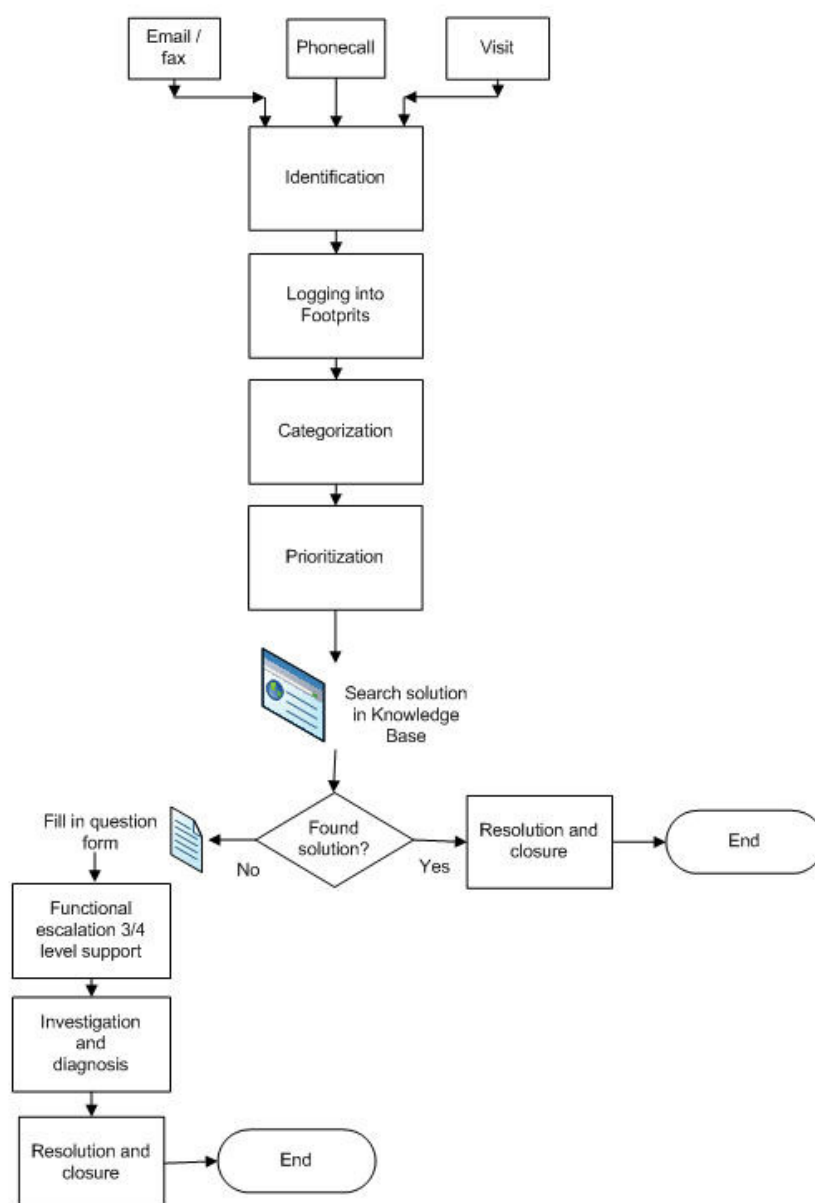 Email /
fax
Phonecall
Visit
Identification
Logging into
Footprits
Categorization
Prioritization
Search solution
in Knowledge
Base
Found
solution?
No
Yes
Resolution and
closure
End
Fill in question
form
Functional
escalation 3/4
level support
Investigation
and
diagnosis
Resolution and
closure
End